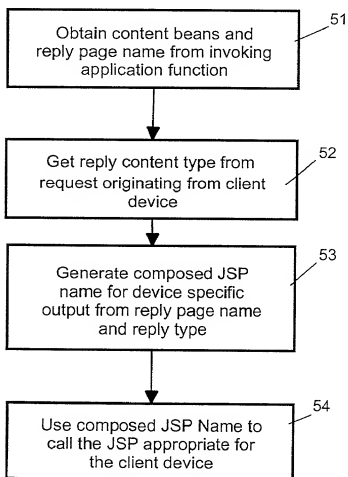 51
Obtain content beans and
reply page name from invoking
application function
52
Get reply content type from
request originating from client
device
53
Generate composed JSP
name for device specific
output from reply page name
and reply type
54
Use composed JSP Name to
call the JSP appropriate for
the client device